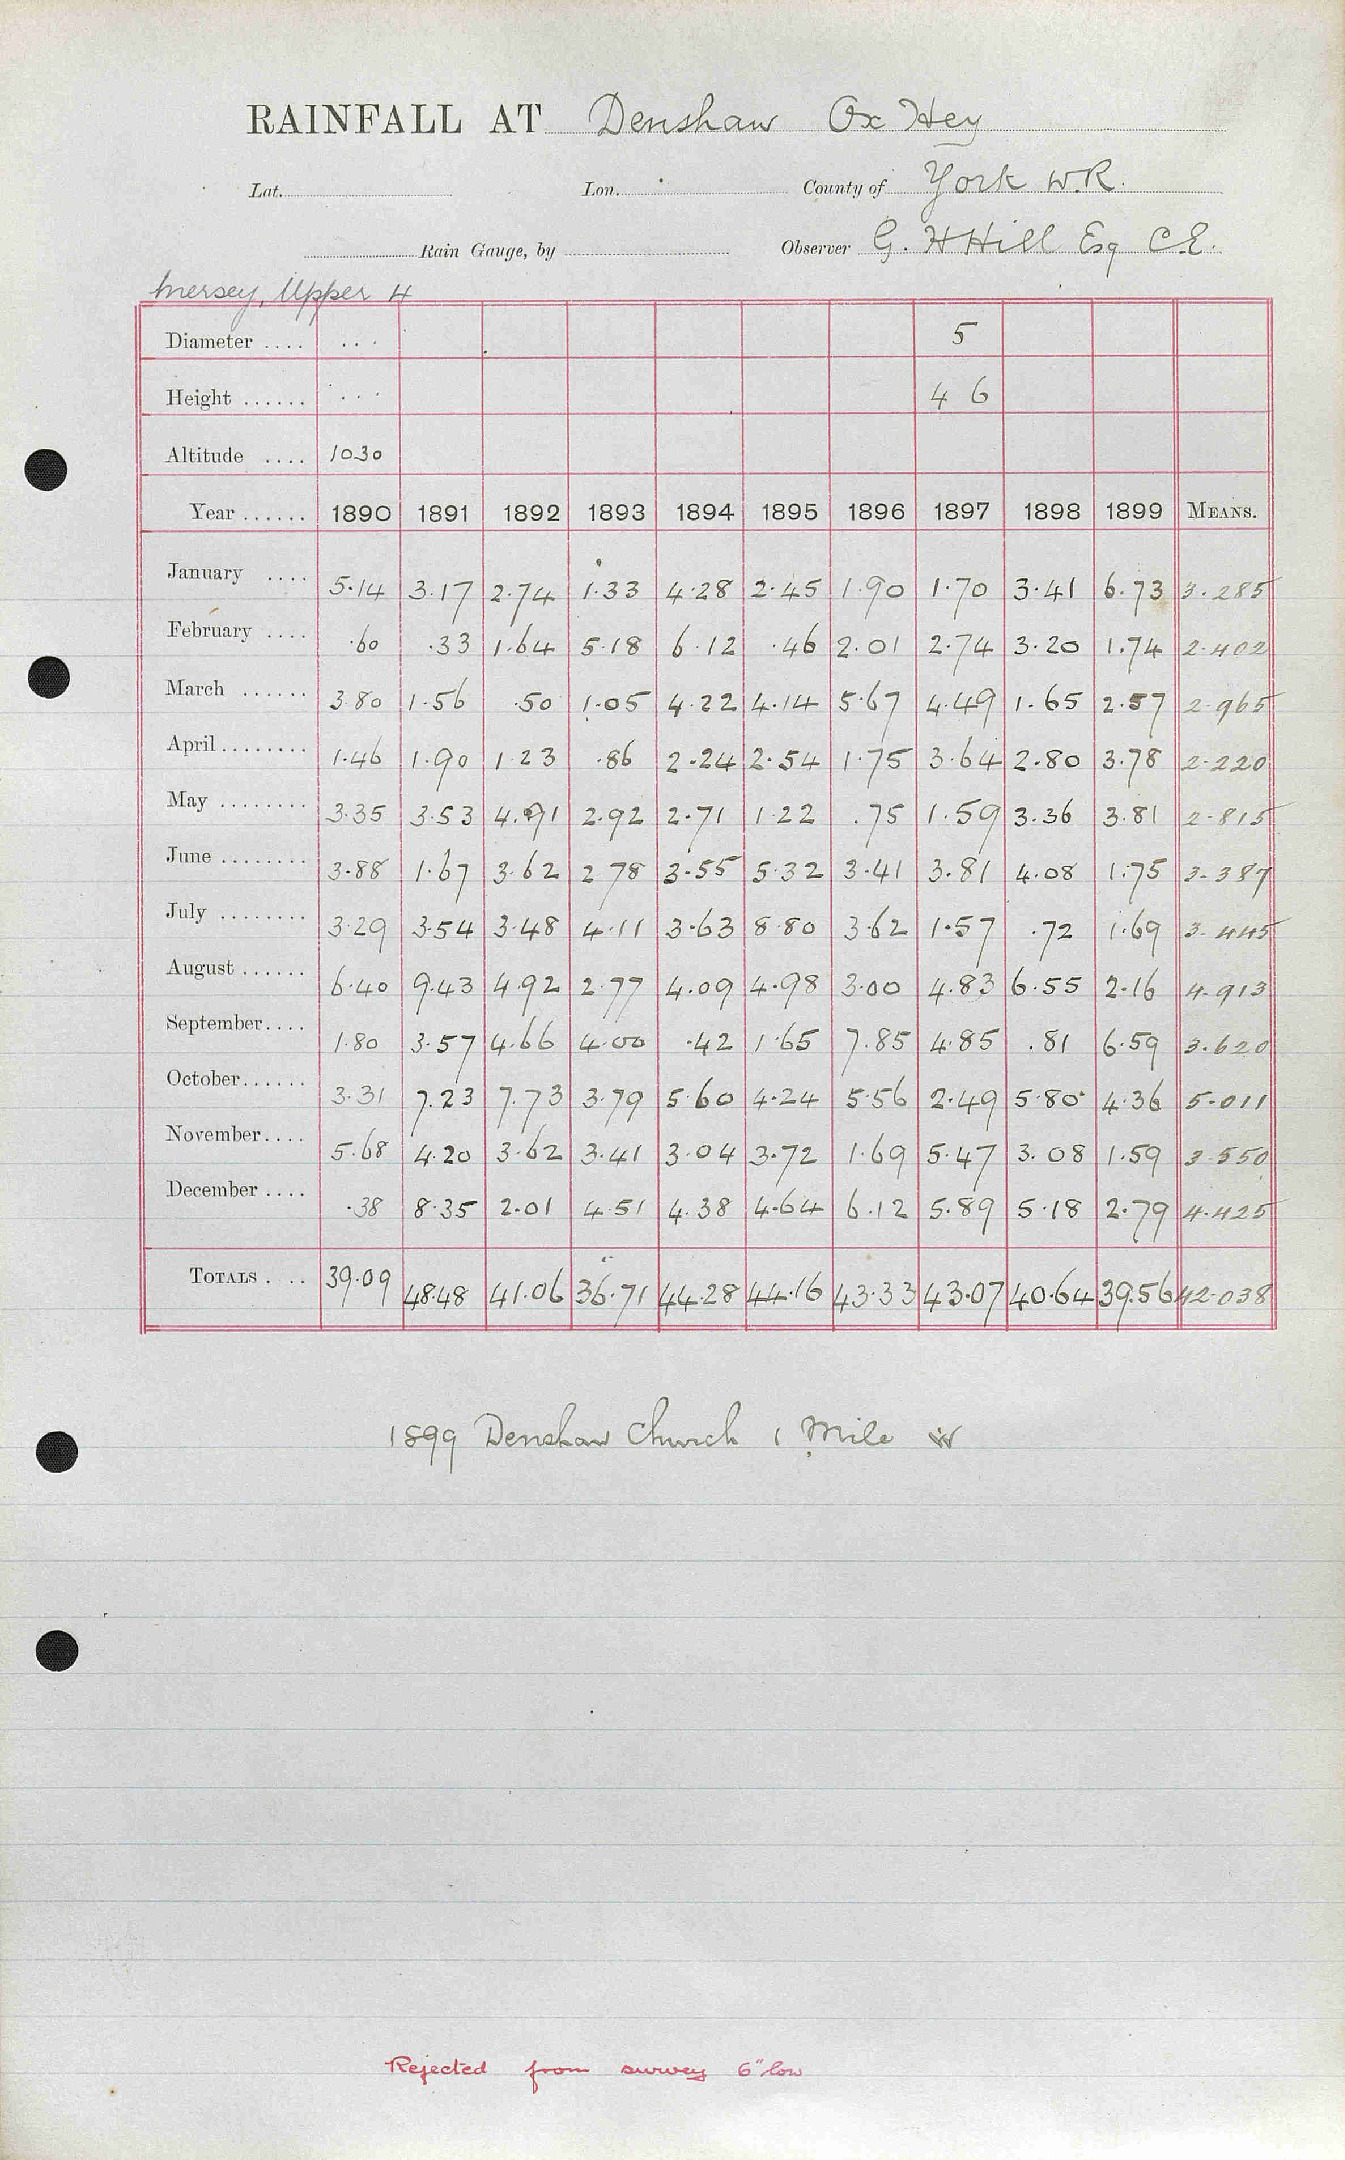 RAINFALL AT Denshaw Ox Hey
Lat. Lon. County of York W.R.
Rain Gauge, by Observer G. H Hill Esq C.E.
Mersey, Upper 4
Diameter .... ... 5
Height ...... ... 4 6
Altitude .... 1030
Year ...... 1890 1891 1892 1893 1894 1895 1896 1897 1898 1899 MEANS.
January .... 5.14 3.17 2.74 1.33 4.28 2.45 1.90 1.70 3.41 6.73 3.285
February .... .60 .33 1.64 5.18 6.12 .46 2.01 2.74 3.20 1.74 2.402
March ...... 3.80 1.56 .50 1.05 4.22 4.14 5.67 4.49 1.65 2.57 2.965
April ........ 1.46 1.90 1.23 .86 2.24 2.54 1.75 3.64 2.80 3.78 2.220
May ........ 3.35 3.53 4.91 2.92 2.71 1.22 .75 1.59 3.36 3.81 2.815
June ........ 3.88 1.67 3.62 2.78 3.55 5.32 3.41 3.81 4.08 1.75 3.387
July ........ 3.29 3.54 3.48 4.11 3.63 8.80 3.62 1.57 .72 1.69 3.445
August ...... 6.40 9.43 4.92 2.77 4.09 4.98 3.00 4.83 6.55 2.16 4.913
September .... 1.80 3.57 4.66 4.00 .42 1.65 7.85 4.85 .81 6.59 3.620
October ...... 3.31 7.23 7.73 3.79 5.60 4.24 5.56 2.49 5.80 4.36 5.011
November .... 5.68 4.20 3.62 3.41 3.04 3.72 1.69 5.47 3.08 1.59 3.550
December .... .38 8.35 2.01 4.51 4.38 4.64 6.12 5.89 5.18 2.79 4.425
TOTALS . .. 39.09 48.48 41.06 36.71 44.28 44.16 43.33 43.07 40.64 39.56 42.038
1899 Denshaw Church 1 Mile W
Rejected from survey 6" low